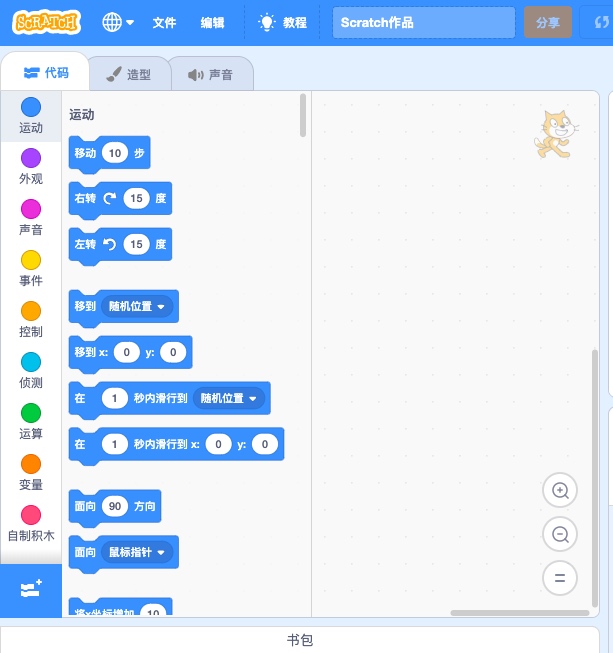 SCRATCH
文件
编辑
教程
Scratch作品
分享
代码
造型
声音
运动
外观
声音
事件
控制
侦测
运算
变量
自制积木
运动
移动 10 步
右转 15 度
左转 15 度
移到 随机位置
移到 x: 0 y: 0
在 1 秒内滑行到 随机位置
在 1 秒内滑行到 x: 0 y: 0
面向 90 方向
面向 鼠标指针
将x坐标增加 10
书包